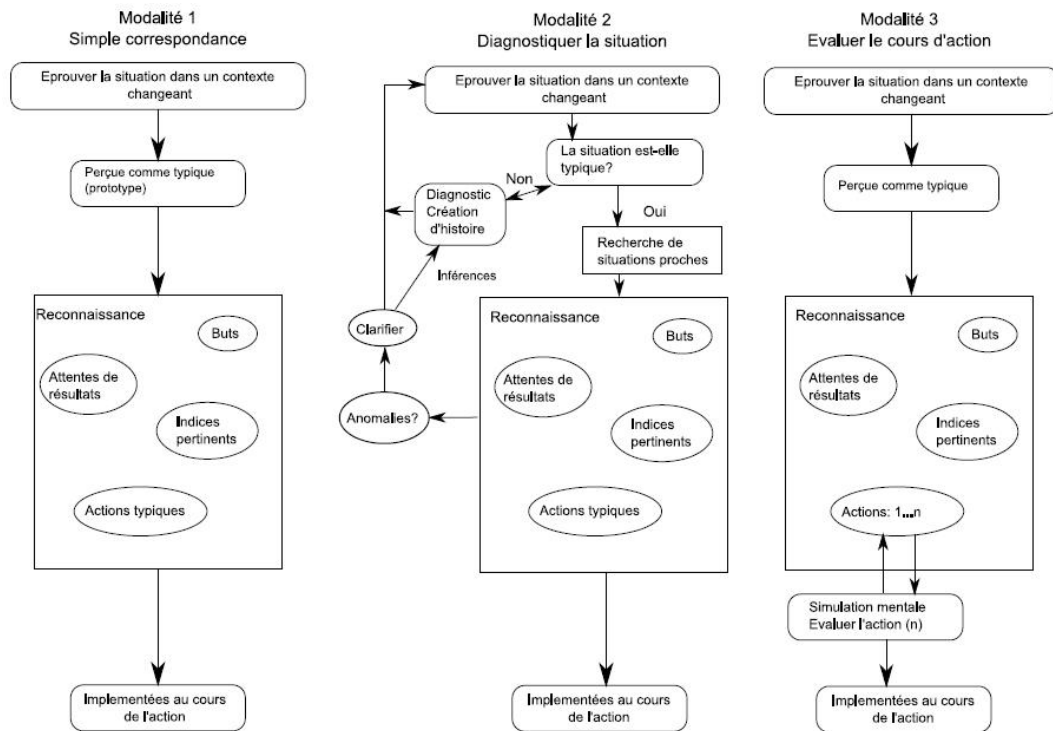 Modalité 1
Simple correspondance
Eprouver la situation dans un contexte
changeant
Perçue comme typique
(prototype)
Reconnaissance
Buts
Attentes de
résultats
Indices
pertinents
Actions typiques
Implementées au cours
de l'action
Modalité 2
Diagnostiquer la situation
Eprouver la situation dans un contexte
changeant
La situation est-elle
typique?
Non
Diagnostic
Création
d'histoire
Oui
Recherche de
situations proches
Inférences
Clarifier
Anomalies?
Reconnaissance
Buts
Attentes de
résultats
Indices
pertinents
Actions typiques
Implementées au cours
de l'action
Modalité 3
Evaluer le cours d'action
Eprouver la situation dans un contexte
changeant
Perçue comme typique
Reconnaissance
Buts
Attentes de
résultats
Indices
pertinents
Actions: 1...n
Simulation mentale
Evaluer l'action (n)
Implementées au cours
de l'action